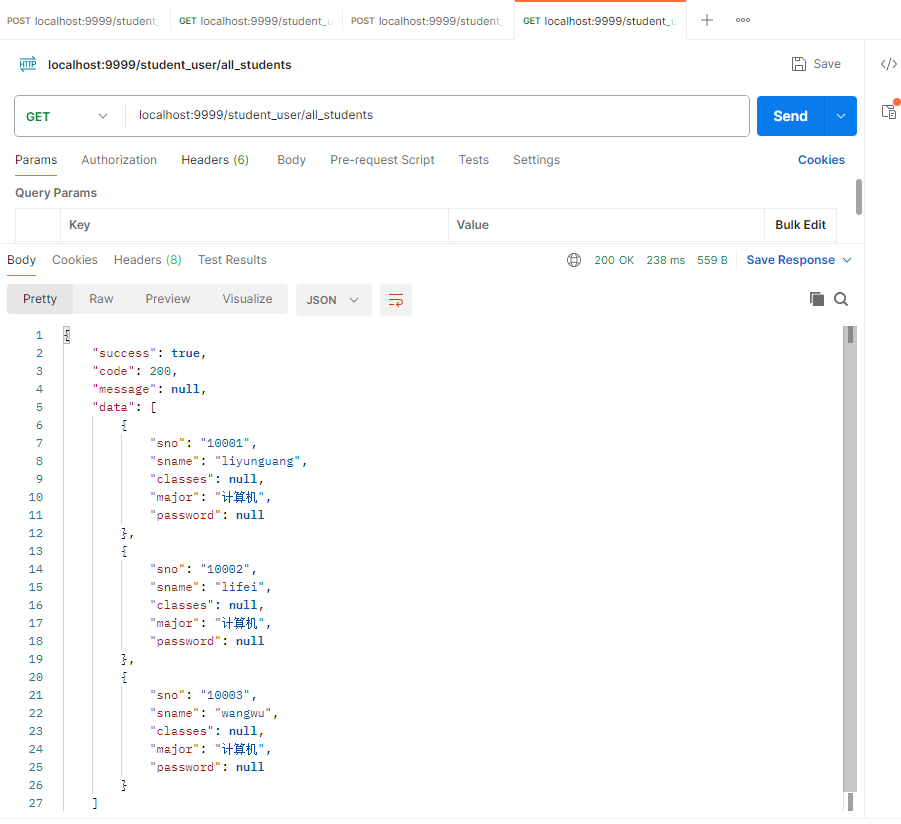 POST localhost:9999/student_
GET localhost:9999/student_u
POST localhost:9999/student_
GET localhost:9999/student_u
HTTP localhost:9999/student_user/all_students
Save
GET localhost:9999/student_user/all_students
Send
Params Authorization Headers (6) Body Pre-request Script Tests Settings Cookies
Query Params
Key Value Bulk Edit
Body Cookies Headers (8) Test Results 200 OK 238 ms 559 B Save Response
Pretty Raw Preview Visualize JSON
1 {
2 "success": true,
3 "code": 200,
4 "message": null,
5 "data": [
6 {
7 "sno": "10001",
8 "sname": "liyunguang",
9 "classes": null,
10 "major": "计算机",
11 "password": null
12 },
13 {
14 "sno": "10002",
15 "sname": "lifei",
16 "classes": null,
17 "major": "计算机",
18 "password": null
19 },
20 {
21 "sno": "10003",
22 "sname": "wangwu",
23 "classes": null,
24 "major": "计算机",
25 "password": null
26 }
27 ]